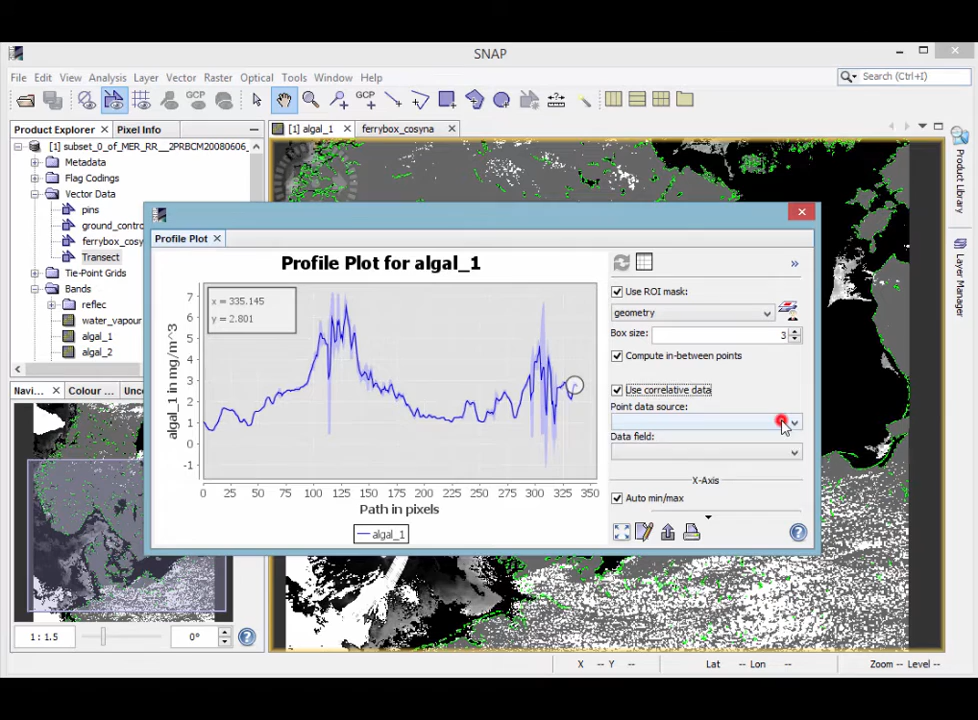 SNAP
File Edit View Analysis Layer Vector Raster Optical Tools Window Help
Search (Ctrl+I)
GCP GCP
Product Explorer Pixel Info
[1] algal_1 ferrybox_cosyna
[1] subset_0_of_MER_RR__2PRBCM20080606_
Metadata
Flag Codings
Vector Data
pins
ground_contro
ferrybox_cosy
Transect
Tie-Point Grids
Bands
reflec
water_vapour
algal_1
algal_2
Navi... Colour ... Unc
1: 1.5
0°
Profile Plot
Profile Plot for algal_1
x = 335.145
y = 2.801
algal_1 in mg/m^3
7
6
5
4
3
2
1
0
-1
0 25 50 75 100 125 150 175 200 225 250 275 300 325 350
Path in pixels
algal_1
»
Use ROI mask:
geometry
Box size: 3
Compute in-between points
Use correlative data
Point data source:
Data field:
X-Axis
Auto min/max
Product Library
Layer Manager
X -- Y -- Lat -- Lon -- Zoom -- Level --